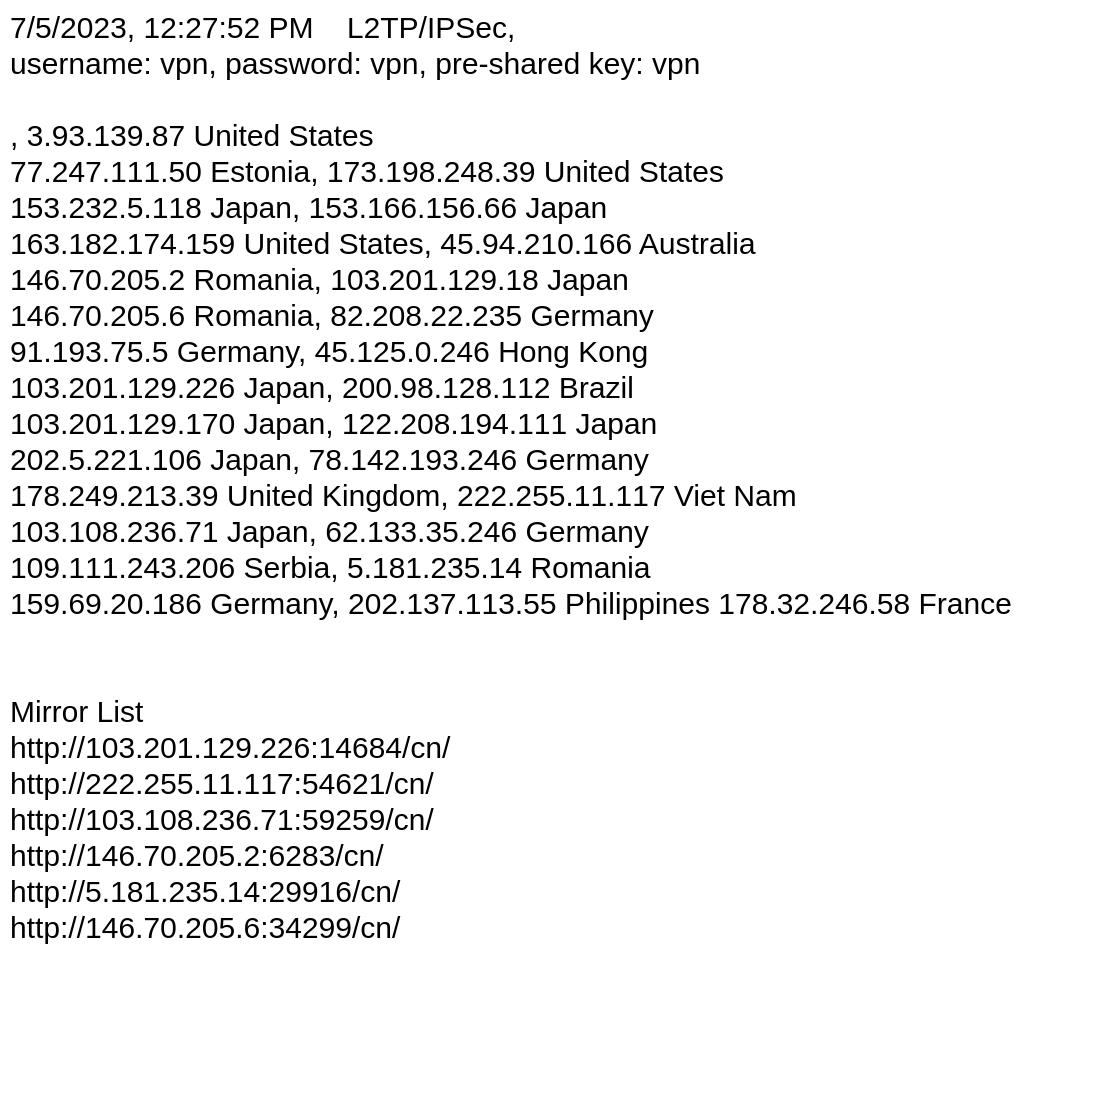 7/5/2023, 12:27:52 PM    L2TP/IPSec,
username: vpn, password: vpn, pre-shared key: vpn
, 3.93.139.87 United States
77.247.111.50 Estonia, 173.198.248.39 United States
153.232.5.118 Japan, 153.166.156.66 Japan
163.182.174.159 United States, 45.94.210.166 Australia
146.70.205.2 Romania, 103.201.129.18 Japan
146.70.205.6 Romania, 82.208.22.235 Germany
91.193.75.5 Germany, 45.125.0.246 Hong Kong
103.201.129.226 Japan, 200.98.128.112 Brazil
103.201.129.170 Japan, 122.208.194.111 Japan
202.5.221.106 Japan, 78.142.193.246 Germany
178.249.213.39 United Kingdom, 222.255.11.117 Viet Nam
103.108.236.71 Japan, 62.133.35.246 Germany
109.111.243.206 Serbia, 5.181.235.14 Romania
159.69.20.186 Germany, 202.137.113.55 Philippines 178.32.246.58 France
Mirror List
http://103.201.129.226:14684/cn/
http://222.255.11.117:54621/cn/
http://103.108.236.71:59259/cn/
http://146.70.205.2:6283/cn/
http://5.181.235.14:29916/cn/
http://146.70.205.6:34299/cn/